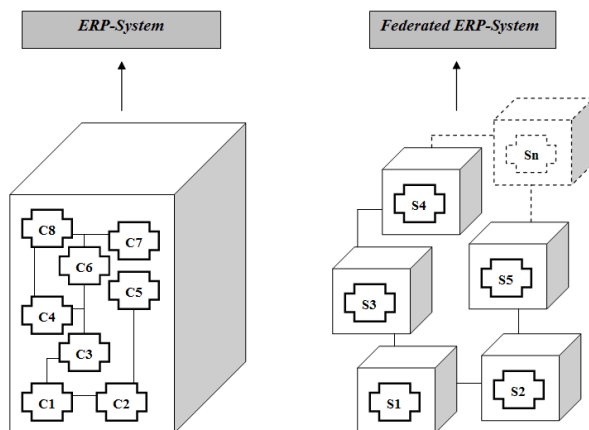 ERP-System
Federated ERP-System
C8
C7
C6
C5
C4
C3
C1
C2
Sn
S4
S5
S3
S1
S2